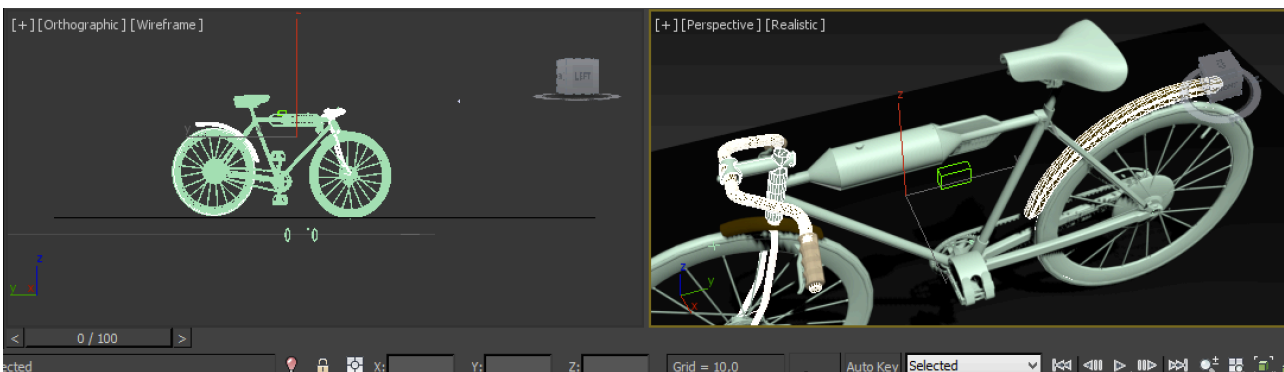 [+] [Orthographic] [Wireframe]
[+] [Perspective] [Realistic]
LEFT
z
z
y
z
y
x
z
y
x
< 0 / 100 >
ected
X: Y: Z: Grid = 10.0 Auto Key Selected